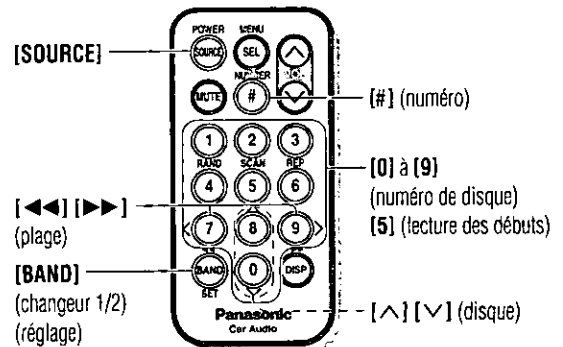 POWER MENU
[SOURCE]
SOURCE SEL
VOL
NUMBER
MUTE #
[#] (numéro)
1 2 3
RAND SCAN REP
4 5 6
[0] à [9]
(numéro de disque)
[5] (lecture des débuts)
[◀◀] [▶▶]
(plage)
7 8 9
[BAND]
(changeur 1/2)
(réglage)
BAND 0 DISP
SET
Panasonic
Car Audio
[∧] [∨] (disque)